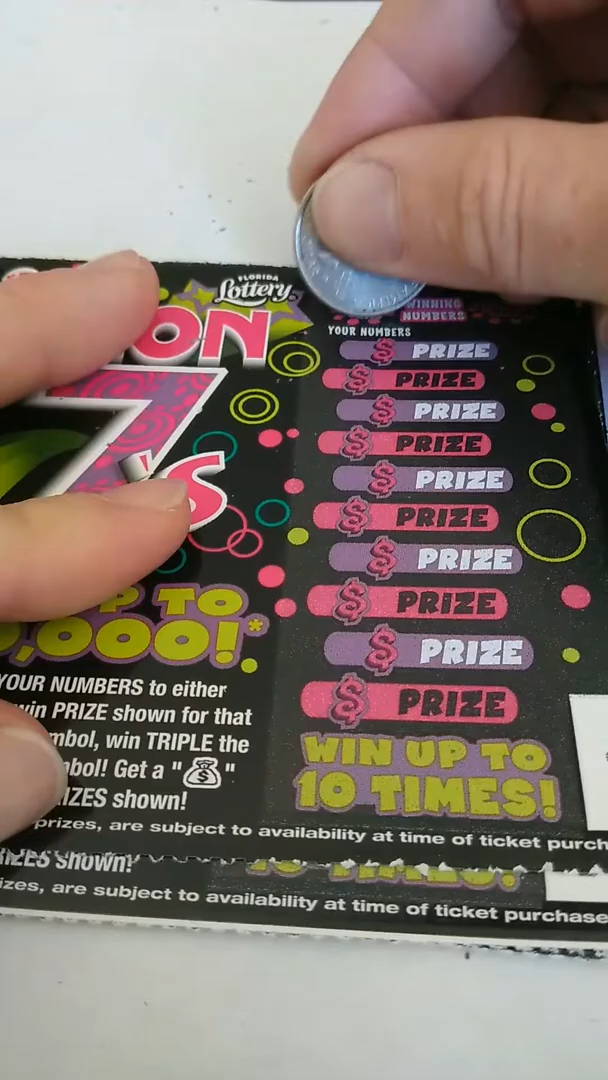 FLORIDA
Lottery
ON
7
'S
WINNING
NUMBERS
YOUR NUMBERS
$ PRIZE
$ PRIZE
$ PRIZE
$ PRIZE
$ PRIZE
$ PRIZE
$ PRIZE
$ PRIZE
$ PRIZE
$ PRIZE
P TO
,000!*
YOUR NUMBERS to either
win PRIZE shown for that
mbol, win TRIPLE the
mbol! Get a "$"
IZES shown!
WIN UP TO
10 TIMES!
prizes, are subject to availability at time of ticket purch
RIZES shown!
10 TIMES!
izes, are subject to availability at time of ticket purchase